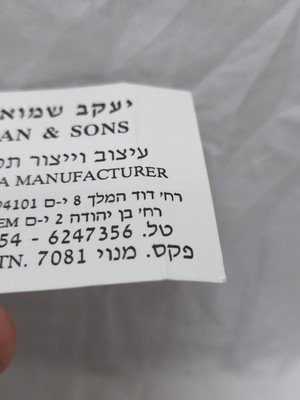 יעקב שמוא
AN & SONS
עיצוב וייצור
A MANUFACTURER
רח' דוד המלך 8 י-ם 94101
רח' בן יהודה 2 י-ם EM
טל. 6247356 - 54
פקס. מנוי 7081 .TN